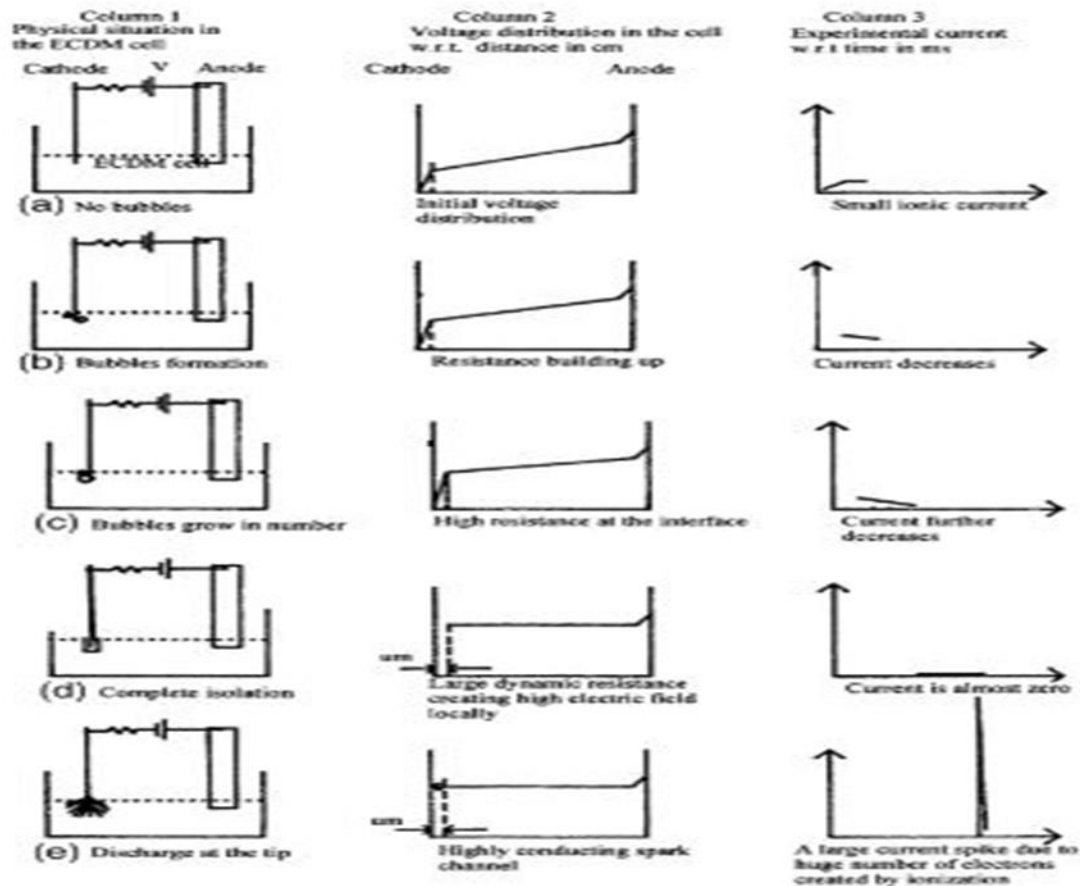 Column 1
Physical situation in
the ECDM cell
Column 2
Voltage distribution in the cell
w.r.t. distance in cm
Column 3
Experimental current
w r t time in ms
Cathode V Anode
Cathode Anode
ECDM cell
(a) No bubbles
Initial voltage
distribution
Small ionic current
(b) Bubbles formation
Resistance building up
Current decreases
(c) Bubbles grow in number
High resistance at the interface
Current further
decreases
(d) Complete isolation
um
Large dynamic resistance
creating high electric field
locally
Current is almost zero
(e) Discharge at the tip
um
Highly conducting spark
channel
A large current spike due to
huge number of electrons
created by ionization